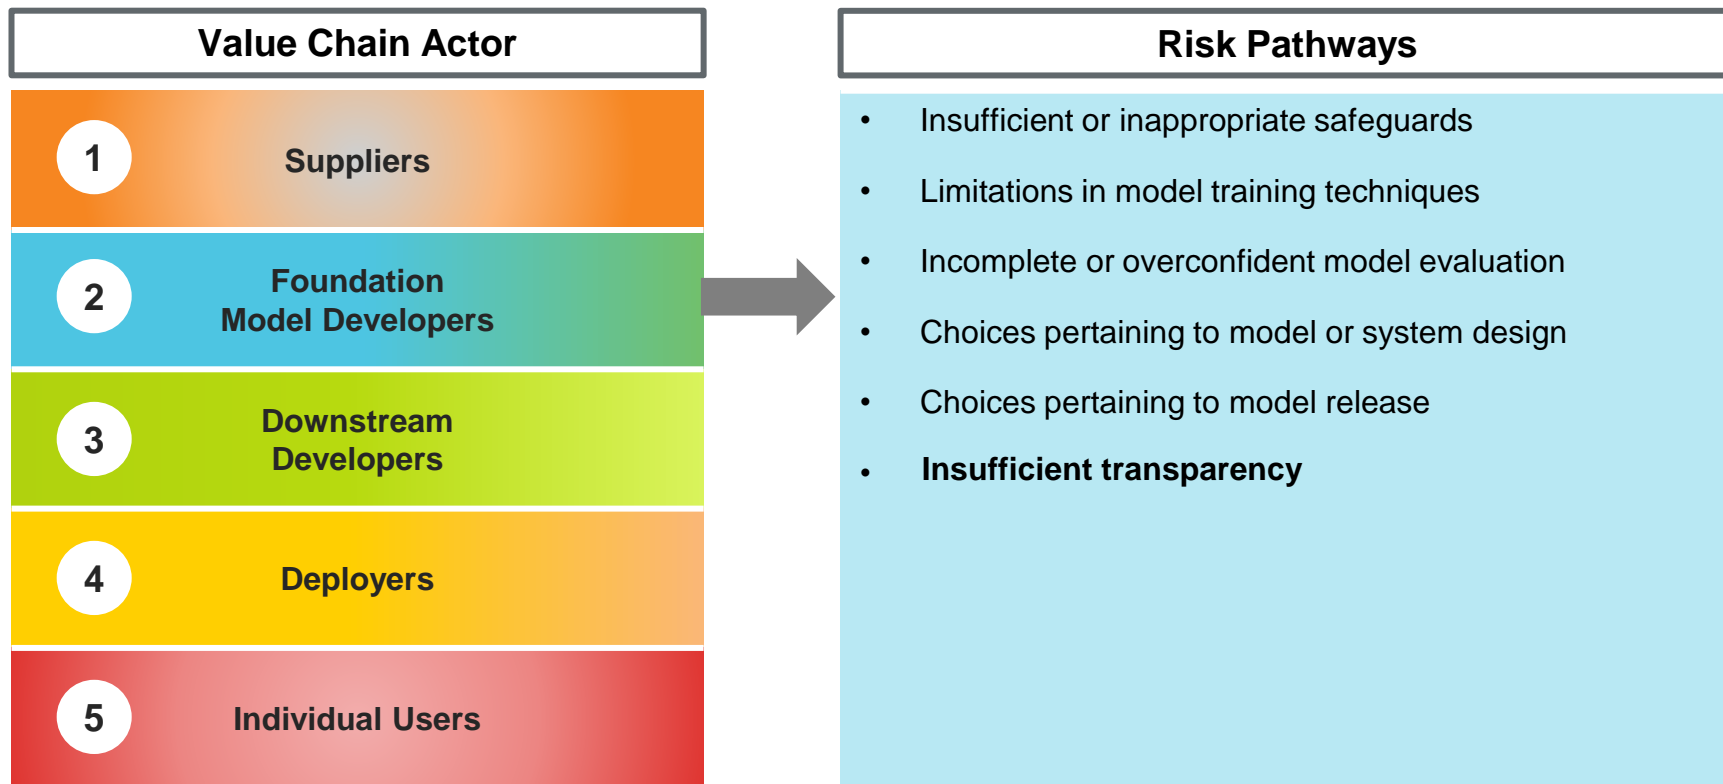 Value Chain Actor
1
Suppliers
2
Foundation
Model Developers
3
Downstream
Developers
4
Deployers
5
Individual Users
Risk Pathways
• Insufficient or inappropriate safeguards
• Limitations in model training techniques
• Incomplete or overconfident model evaluation
• Choices pertaining to model or system design
• Choices pertaining to model release
• Insufficient transparency